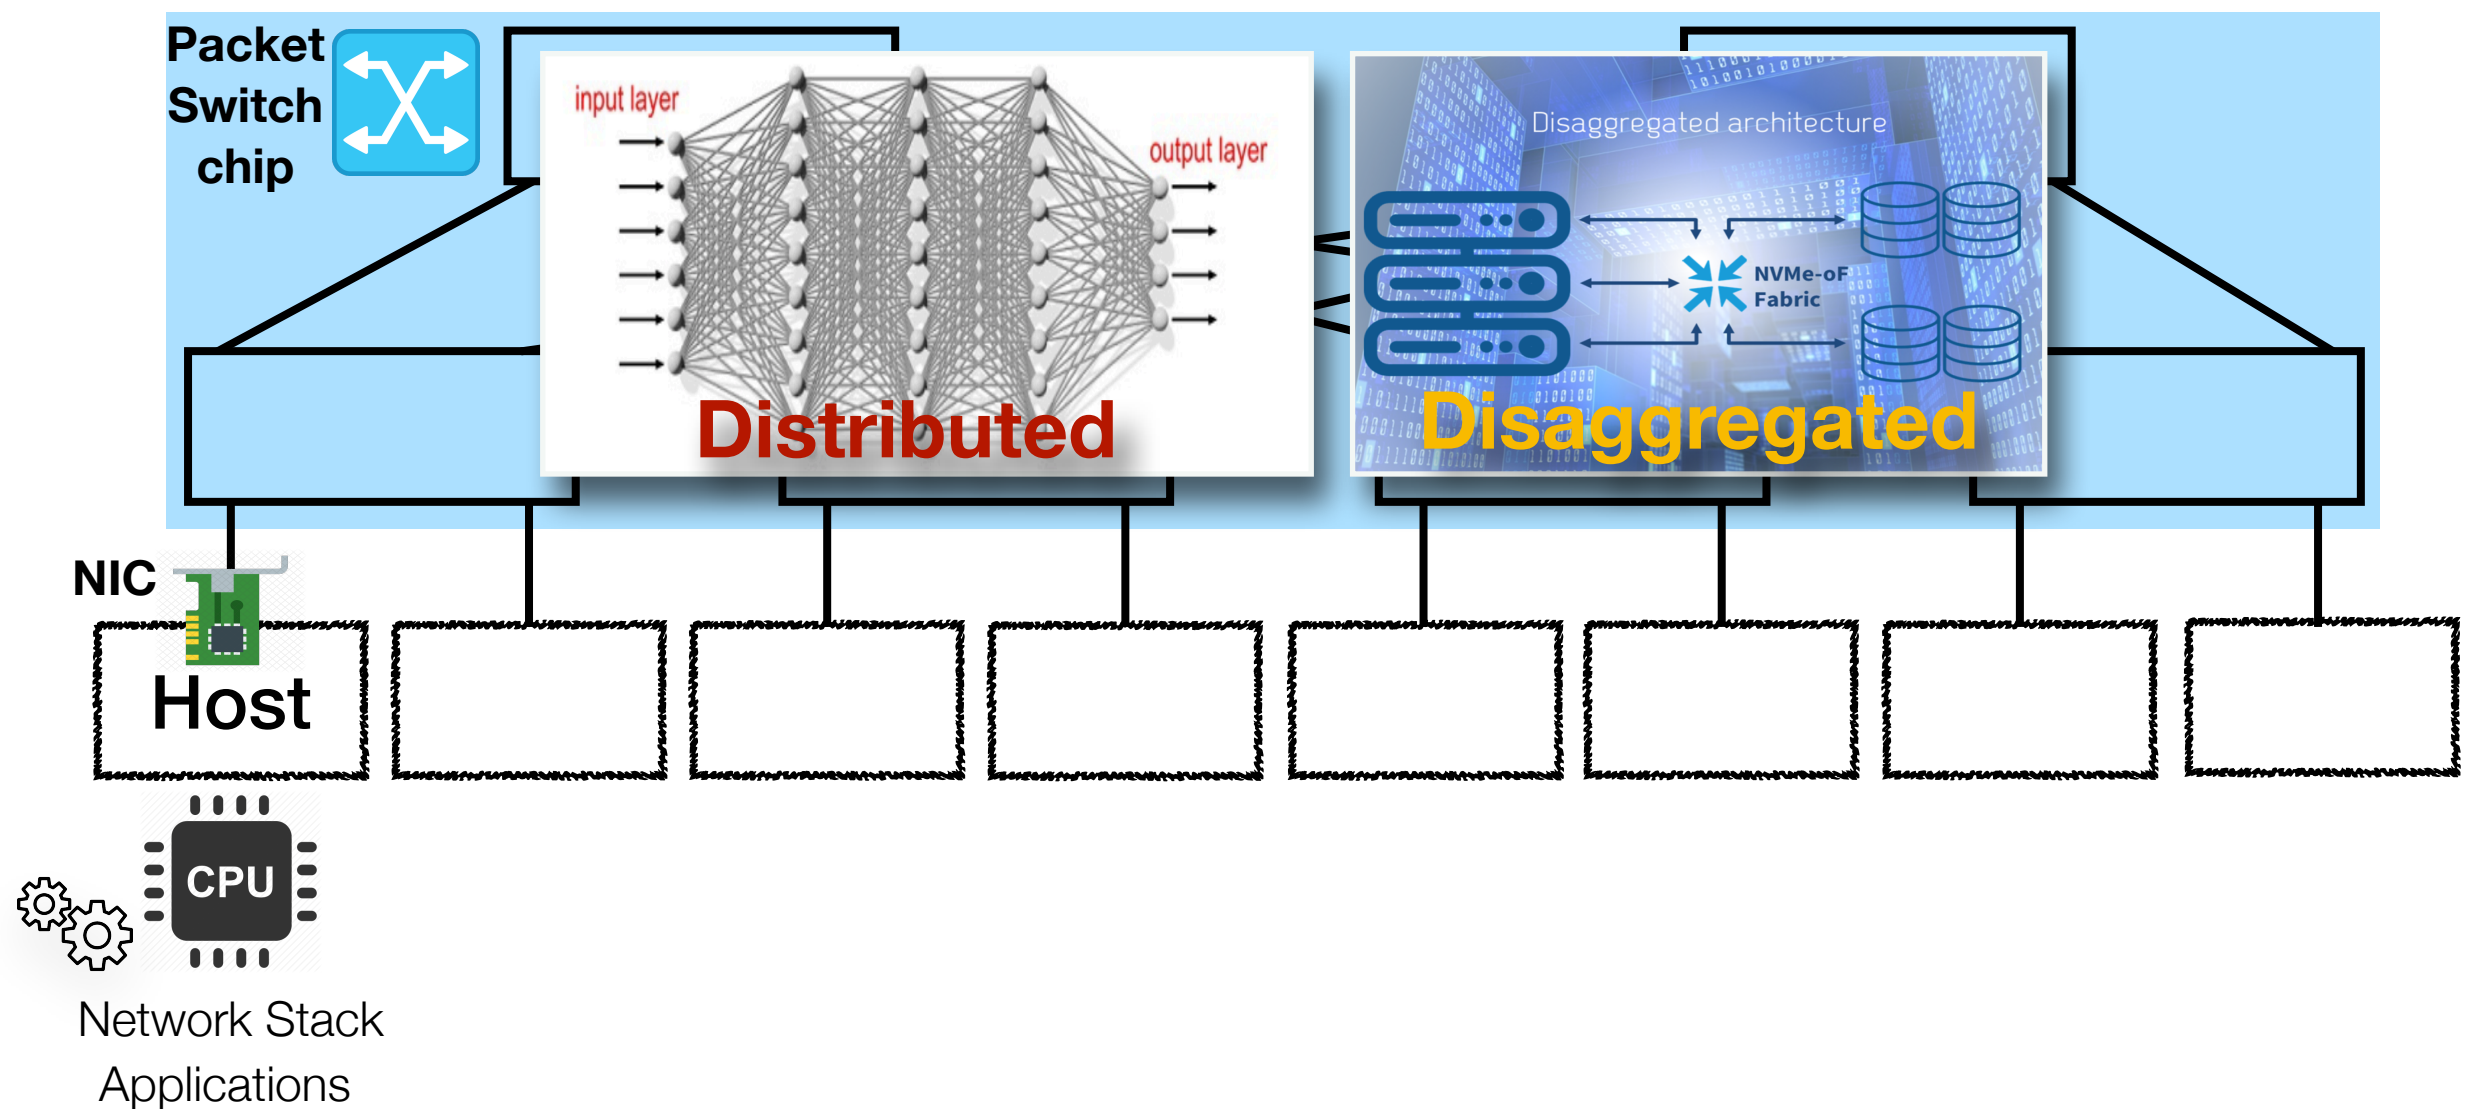 Packet
Switch
chip
input layer
output layer
Distributed
Disaggregated architecture
NVMe-oF
Fabric
Disaggregated
NIC
Host
CPU
Network Stack
Applications